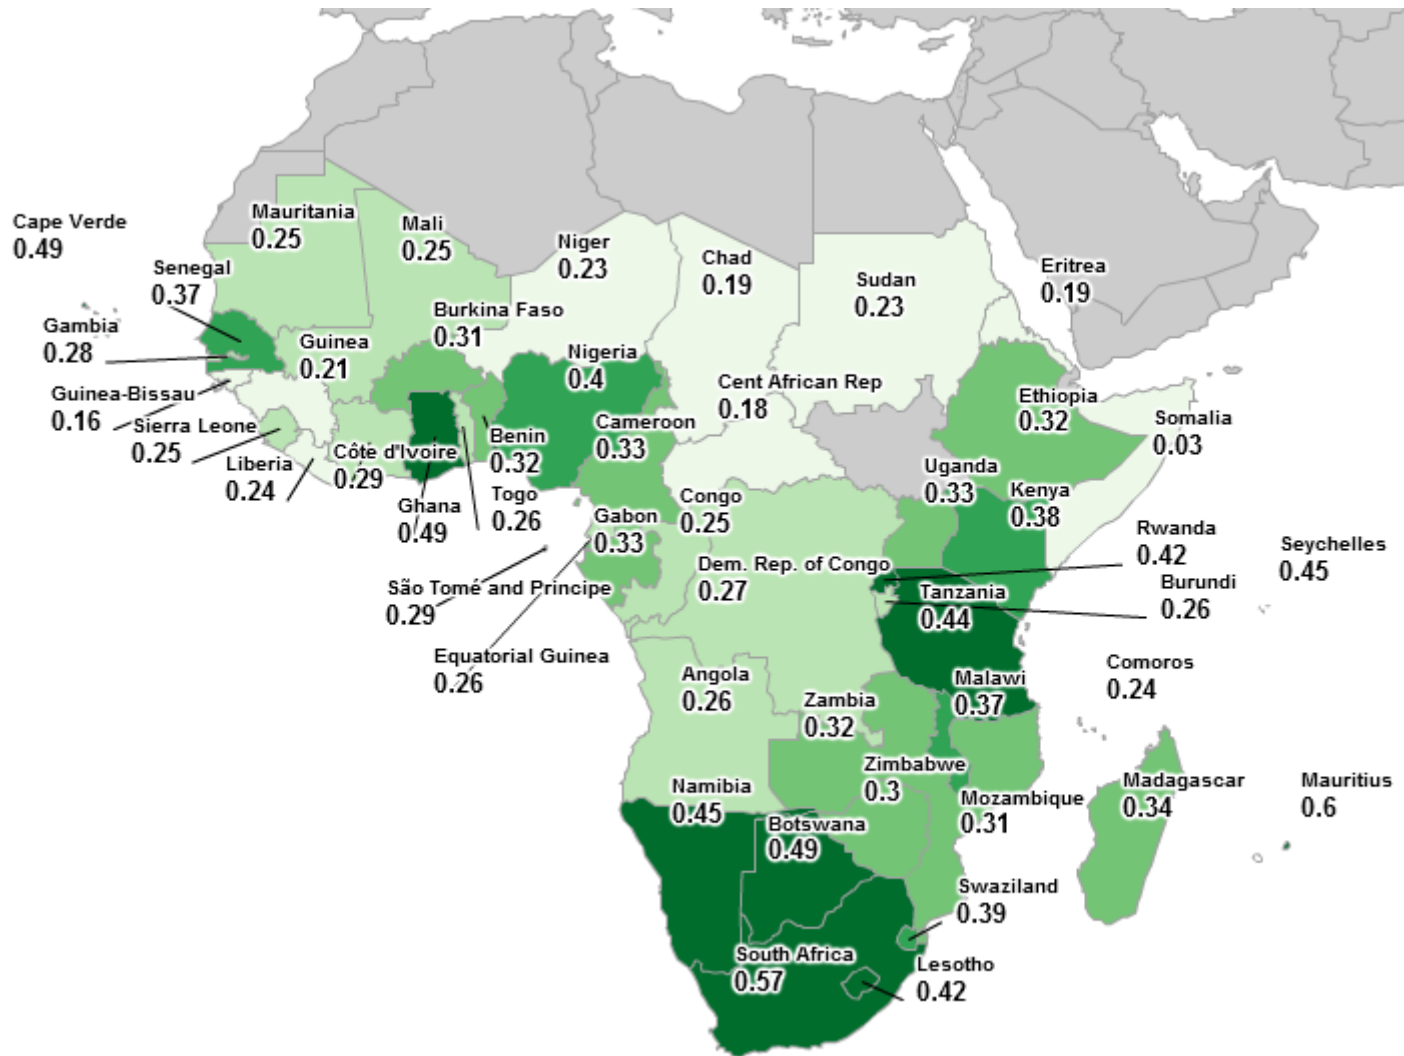 Cape Verde
0.49
Mauritania
0.25
Mali
0.25
Niger
0.23
Chad
0.19
Sudan
0.23
Eritrea
0.19
Senegal
0.37
Gambia
0.28
Guinea
0.21
Burkina Faso
0.31
Nigeria
0.4
Cent African Rep
0.18
Ethiopia
0.32
Somalia
0.03
Guinea-Bissau
0.16
Sierra Leone
0.25
Liberia
0.24
Côte d'Ivoire
0.29
Ghana
0.49
Benin
0.32
Togo
0.26
Cameroon
0.33
Uganda
0.33
Kenya
0.38
Gabon
0.33
Congo
0.25
Rwanda
0.42
Seychelles
0.45
Dem. Rep. of Congo
0.27
Tanzania
0.44
Burundi
0.26
São Tomé and Principe
0.29
Equatorial Guinea
0.26
Angola
0.26
Zambia
0.32
Malawi
0.37
Comoros
0.24
Namibia
0.45
Zimbabwe
0.3
Mozambique
0.31
Madagascar
0.34
Mauritius
0.6
Botswana
0.49
Swaziland
0.39
South Africa
0.57
Lesotho
0.42